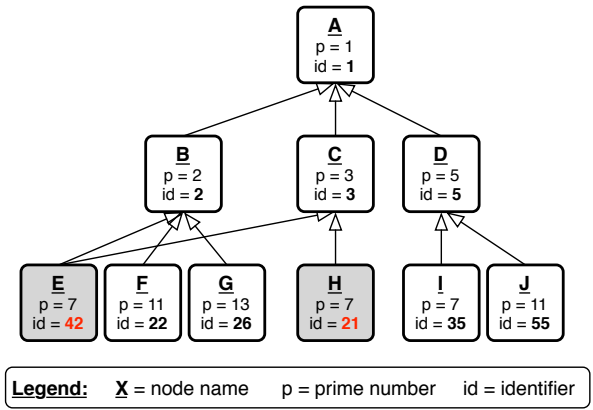 A
p = 1
id = 1
B
p = 2
id = 2
C
p = 3
id = 3
D
p = 5
id = 5
E
p = 7
id = 42
F
p = 11
id = 22
G
p = 13
id = 26
H
p = 7
id = 21
I
p = 7
id = 35
J
p = 11
id = 55
Legend: X = node name p = prime number id = identifier